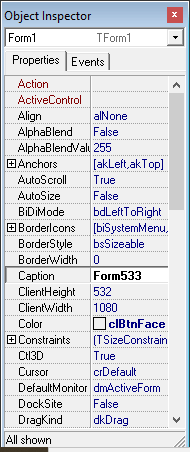 Object Inspector
Form1 TForm1
Properties Events
Action
ActiveControl
Align alNone
AlphaBlend False
AlphaBlendValu 255
Anchors [akLeft,akTop]
AutoScroll True
AutoSize False
BiDiMode bdLeftToRight
BorderIcons [biSystemMenu,
BorderStyle bsSizeable
BorderWidth 0
Caption Form533
ClientHeight 532
ClientWidth 1080
Color clBtnFace
Constraints (TSizeConstrain
Ctl3D True
Cursor crDefault
DefaultMonitor dmActiveForm
DockSite False
DragKind dkDrag
All shown